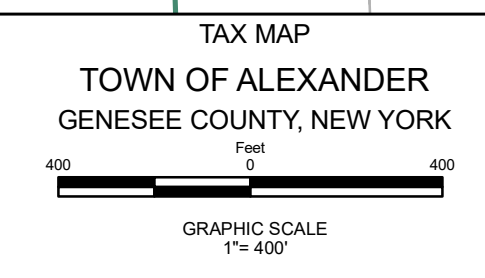 TAX MAP
TOWN OF ALEXANDER
GENESEE COUNTY, NEW YORK
Feet
400 0 400
GRAPHIC SCALE
1"= 400'